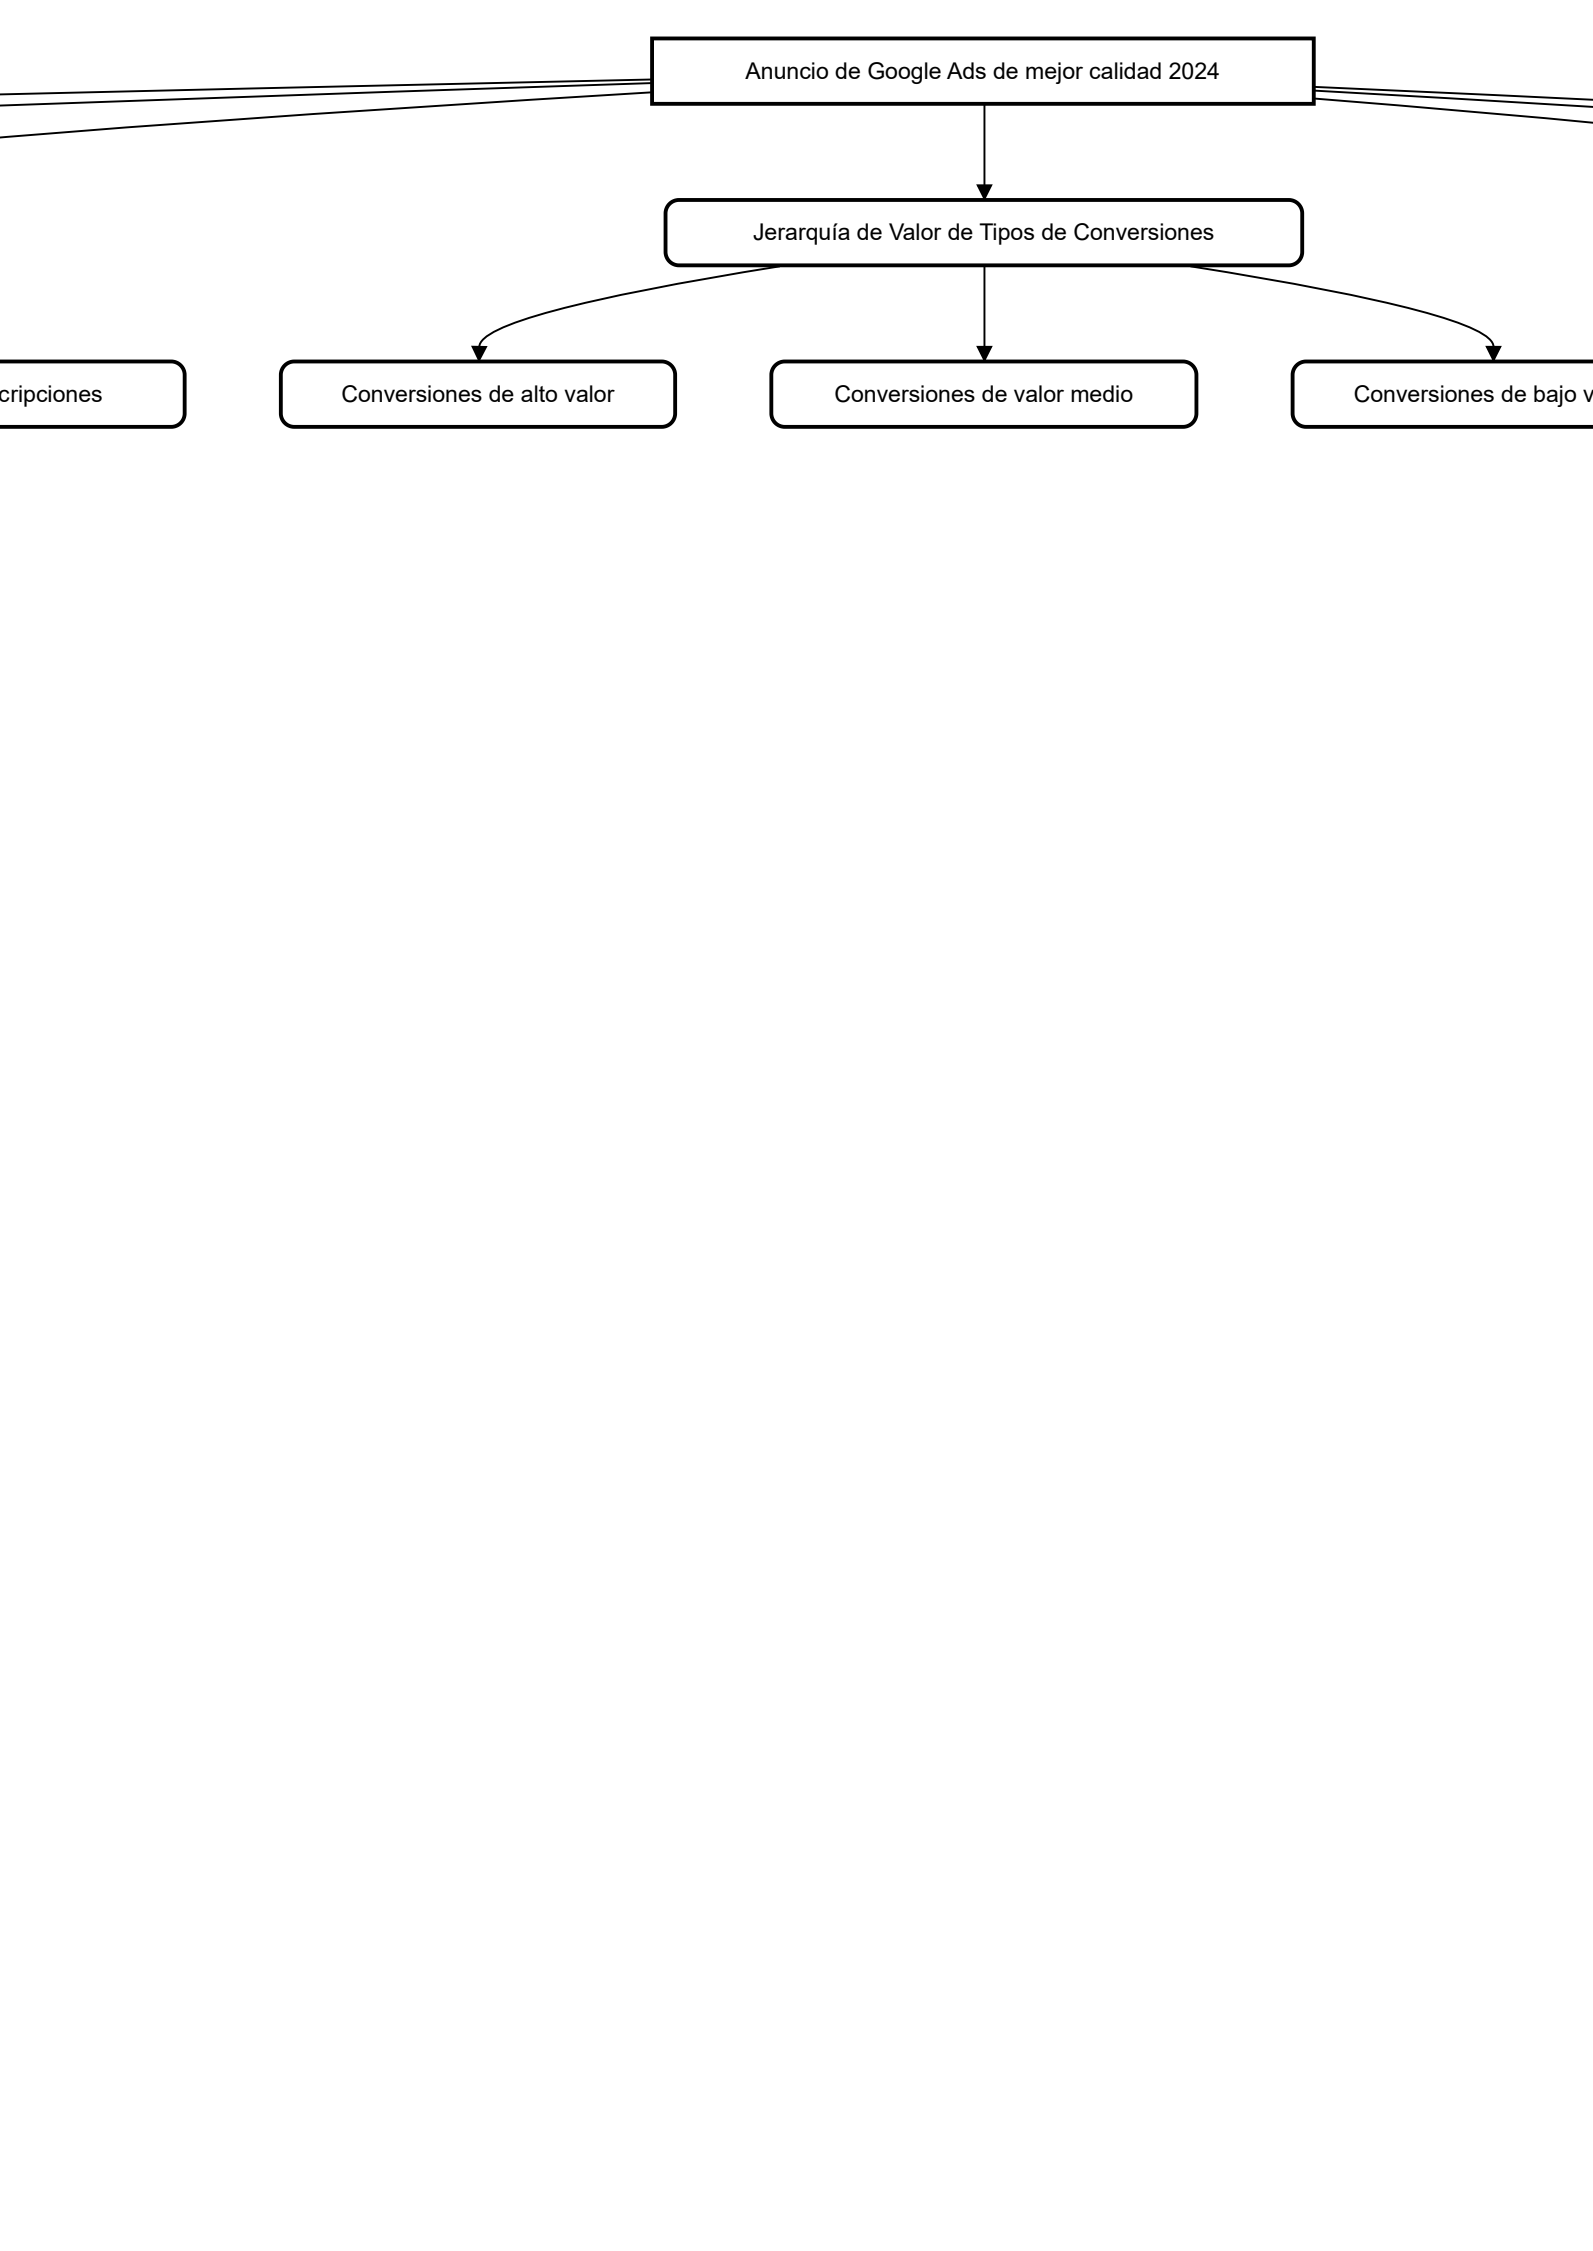 Anuncio de Google Ads de mejor calidad 2024
Jerarquía de Valor de Tipos de Conversiones
cripciones
Conversiones de alto valor
Conversiones de valor medio
Conversiones de bajo v